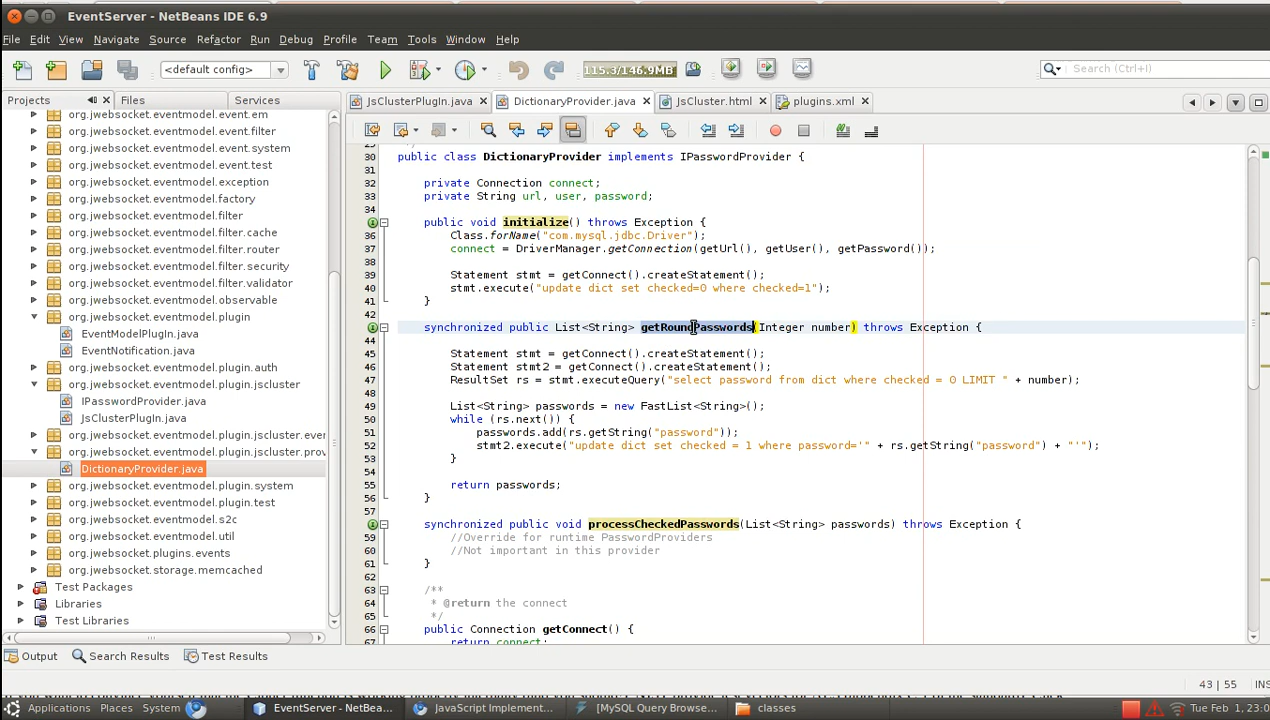 EventServer - NetBeans IDE 6.9
File Edit View Navigate Source Refactor Run Debug Profile Team Tools Window Help
<default config> 115.3/146.9MB Search (Ctrl+I)
Projects Files Services
JsClusterPlugIn.java DictionaryProvider.java JsCluster.html plugins.xml
org.jwebsocket.eventmodel.event.em
org.jwebsocket.eventmodel.event.filter
org.jwebsocket.eventmodel.event.system
org.jwebsocket.eventmodel.event.test
org.jwebsocket.eventmodel.exception
org.jwebsocket.eventmodel.factory
org.jwebsocket.eventmodel.filter
org.jwebsocket.eventmodel.filter.cache
org.jwebsocket.eventmodel.filter.router
org.jwebsocket.eventmodel.filter.security
org.jwebsocket.eventmodel.filter.validator
org.jwebsocket.eventmodel.observable
org.jwebsocket.eventmodel.plugin
EventModelPlugIn.java
EventNotification.java
org.jwebsocket.eventmodel.plugin.auth
org.jwebsocket.eventmodel.plugin.jscluster
IPasswordProvider.java
JsClusterPlugIn.java
org.jwebsocket.eventmodel.plugin.jscluster.ever
org.jwebsocket.eventmodel.plugin.jscluster.pro
DictionaryProvider.java
org.jwebsocket.eventmodel.plugin.system
org.jwebsocket.eventmodel.plugin.test
org.jwebsocket.eventmodel.s2c
org.jwebsocket.eventmodel.util
org.jwebsocket.plugins.events
org.jwebsocket.storage.memcached
Test Packages
Libraries
Test Libraries
30 public class DictionaryProvider implements IPasswordProvider {
31
32 private Connection connect;
33 private String url, user, password;
34
public void initialize() throws Exception {
36 Class.forName("com.mysql.jdbc.Driver");
37 connect = DriverManager.getConnection(getUrl(), getUser(), getPassword());
38
39 Statement stmt = getConnect().createStatement();
40 stmt.execute("update dict set checked=0 where checked=1");
41 }
42
synchronized public List<String> getRoundPasswords(Integer number) throws Exception {
44
45 Statement stmt = getConnect().createStatement();
46 Statement stmt2 = getConnect().createStatement();
47 ResultSet rs = stmt.executeQuery("select password from dict where checked = 0 LIMIT " + number);
48
49 List<String> passwords = new FastList<String>();
50 while (rs.next()) {
51 passwords.add(rs.getString("password"));
52 stmt2.execute("update dict set checked = 1 where password='" + rs.getString("password") + "'");
53 }
54
55 return passwords;
56 }
57
synchronized public void processCheckedPasswords(List<String> passwords) throws Exception {
59 //Override for runtime PasswordProviders
60 //Not important in this provider
61 }
62
63 /**
64 * @return the connect
65 */
66 public Connection getConnect() {
67 return connect;
Output Search Results Test Results
43 | 55 INS
Applications Places System EventServer - NetBea... JavaScript Implement... [MySQL Query Browse... classes Tue Feb 1, 23:0